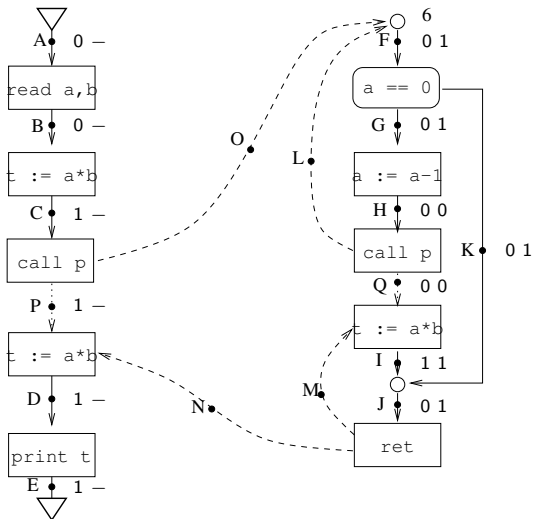 A 0 –
read a,b
B 0 –
t := a*b
C 1 –
call p
P 1 –
t := a*b
D 1 –
print t
E 1 –
O
L
N
M
6
F 0 1
a == 0
G 0 1
a := a-1
H 0 0
call p
K 0 1
Q 0 0
t := a*b
I 1 1
J 0 1
ret